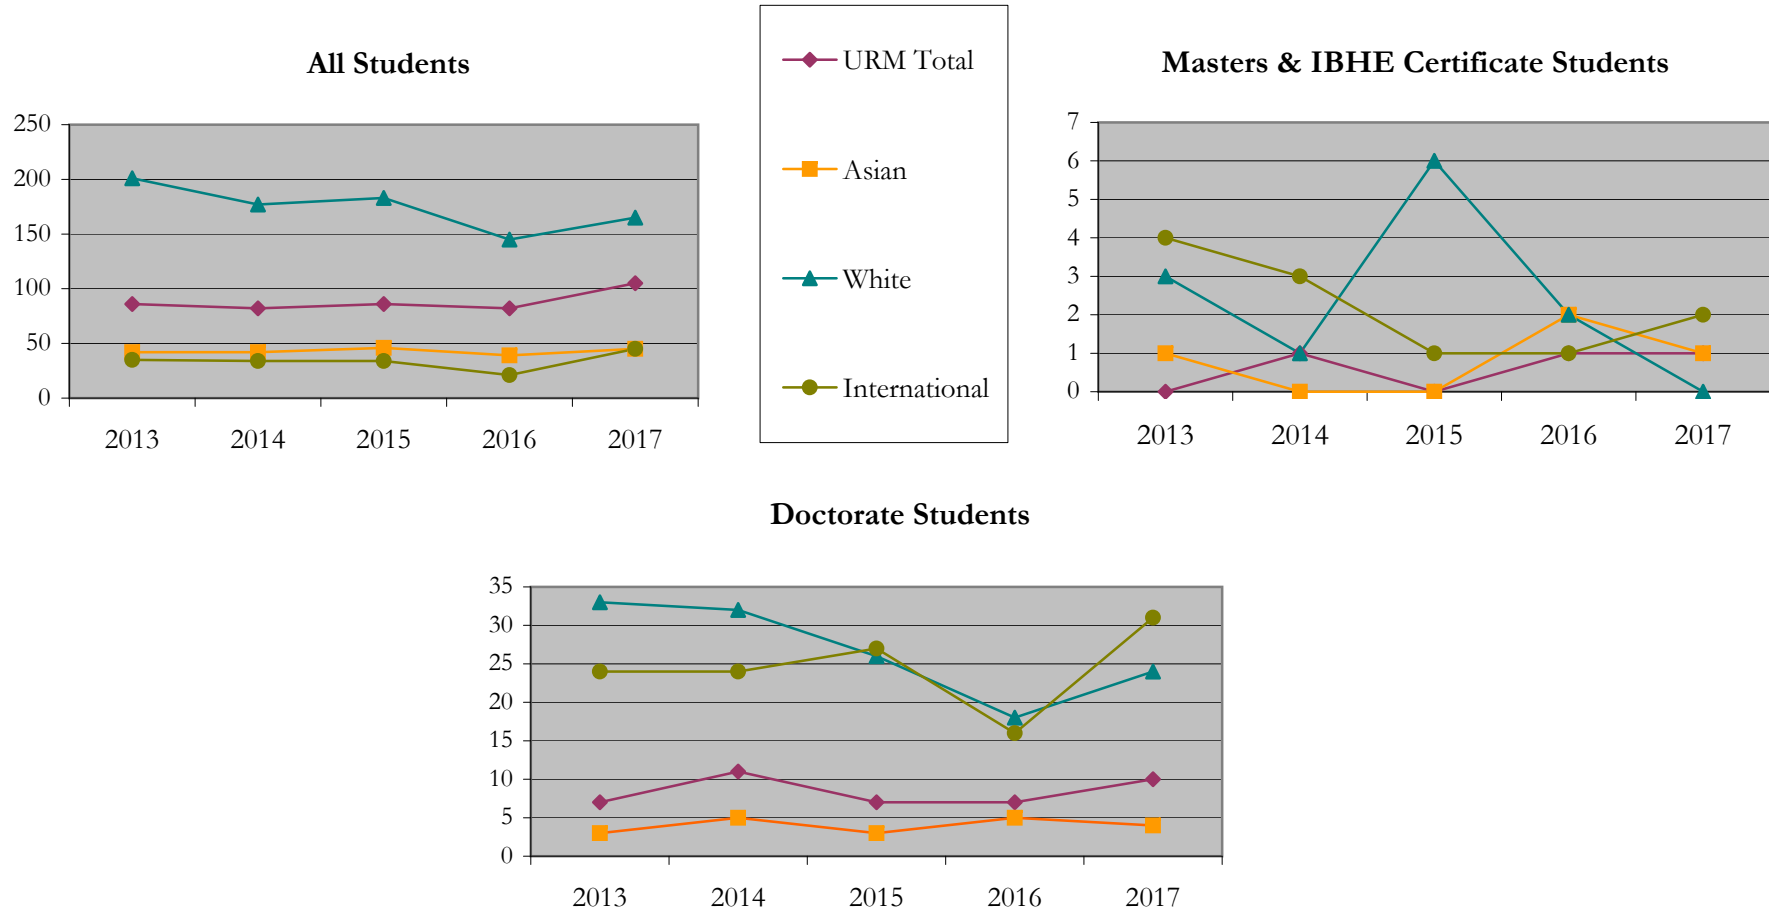 All Students
250
200
150
100
50
0
2013 2014 2015 2016 2017
URM Total
Asian
White
International
Masters & IBHE Certificate Students
7
6
5
4
3
2
1
0
2013 2014 2015 2016 2017
Doctorate Students
35
30
25
20
15
10
5
0
2013 2014 2015 2016 2017